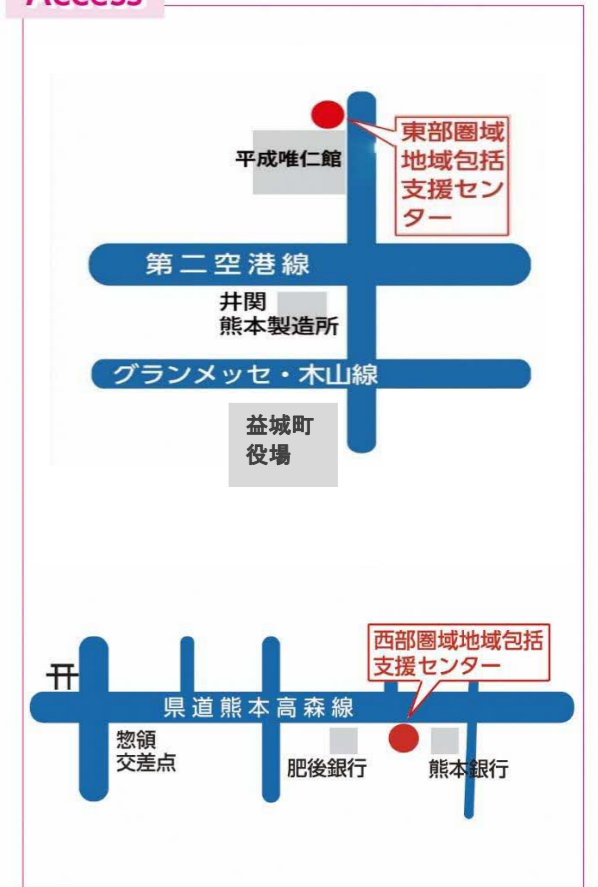 Access
東部圏域
地域包括
支援セン
ター
平成唯仁館
第二空港線
井関
熊本製造所
グランメッセ・木山線
益城町
役場
西部圏域地域包括
支援センター
県道熊本高森線
惣領
交差点
肥後銀行
熊本銀行